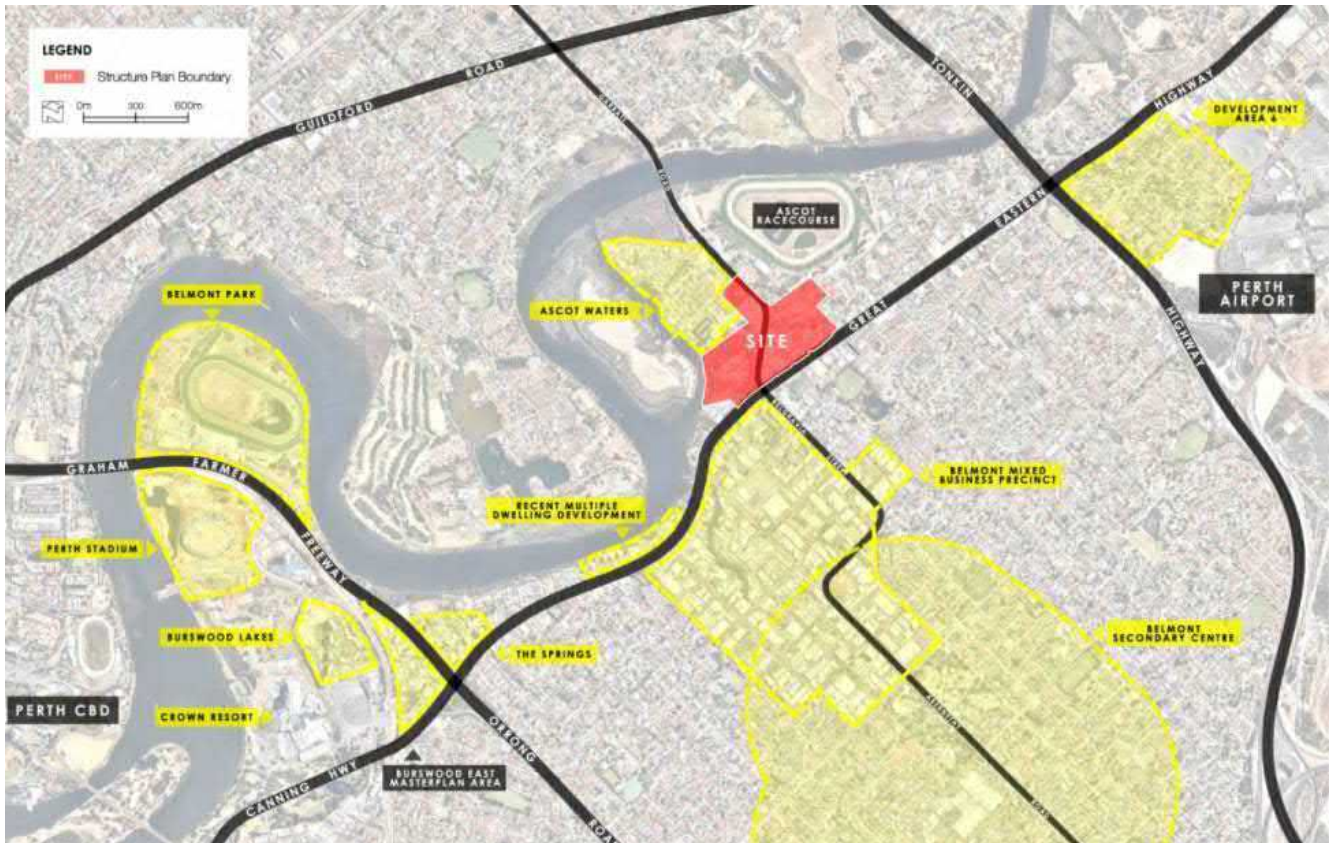 LEGEND
SITE
Structure Plan Boundary
0m 300 600m
GUILDFORD ROAD
TONKIN
HIGHWAY
DEVELOPMENT
AREA 6
EASTERN
ASCOT
RACECOURSE
PERTH
AIRPORT
BELMONT PARK
ASCOT WATERS
SITE
GREAT
HIGHWAY
GRAHAM FARMER
FREEWAY
BELMONT MIXED
BUSINESS PRECINCT
RECENT MULTIPLE
DWELLING DEVELOPMENT
PERTH STADIUM
BURSWOOD LAKES
THE SPRINGS
BELMONT
SECONDARY CENTRE
PERTH CBD
CROWN RESORT
ORRONG
ROAD
BURSWOOD EAST
MASTERPLAN AREA
CANNING HWY
ROAD